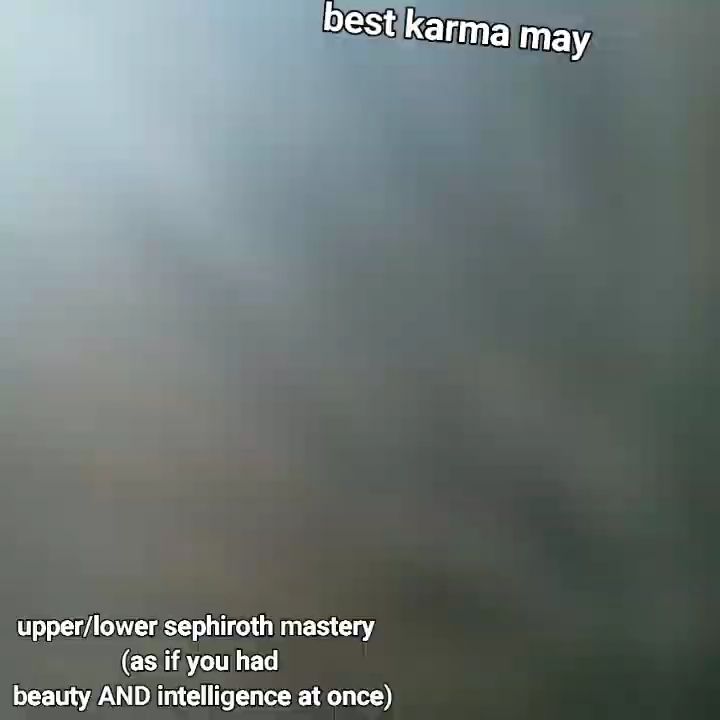 best karma may
upper/lower sephiroth mastery
(as if you had
beauty AND intelligence at once)